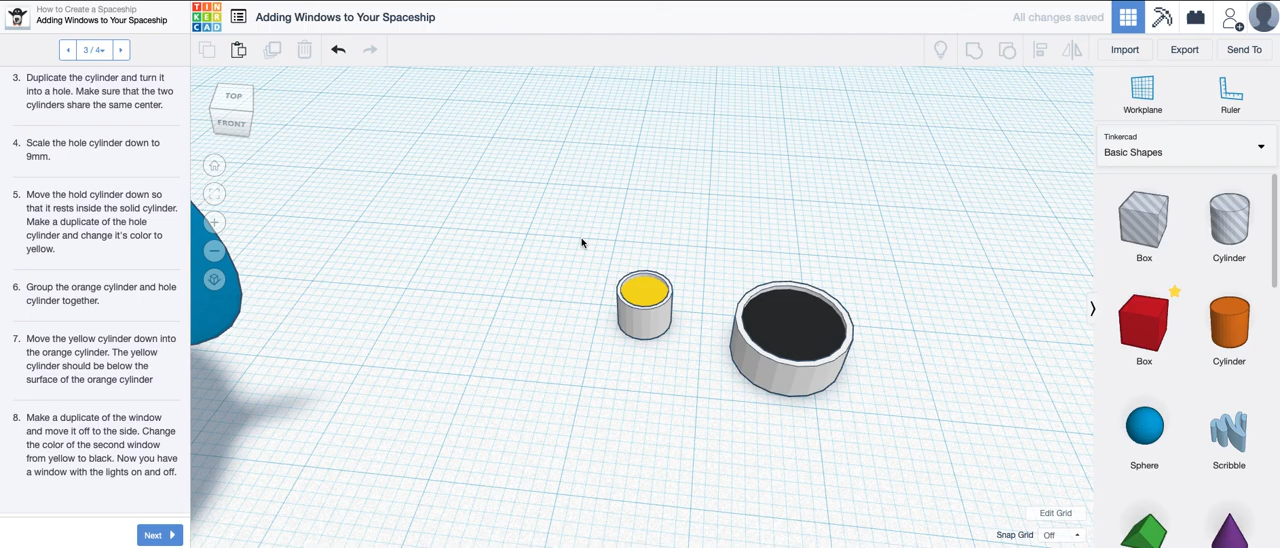 How to Create a Spaceship
Adding Windows to Your Spaceship
TIN
KER
CAD
Adding Windows to Your Spaceship
All changes saved
3 / 4
Import
Export
Send To
3. Duplicate the cylinder and turn it
into a hole. Make sure that the two
cylinders share the same center.
4. Scale the hole cylinder down to
9mm.
5. Move the hold cylinder down so
that it rests inside the solid cylinder.
Make a duplicate of the hole
cylinder and change it's color to
yellow.
6. Group the orange cylinder and hole
cylinder together.
7. Move the yellow cylinder down into
the orange cylinder. The yellow
cylinder should be below the
surface of the orange cylinder
8. Make a duplicate of the window
and move it off to the side. Change
the color of the second window
from yellow to black. Now you have
a window with the lights on and off.
Next
TOP
FRONT
Edit Grid
Snap Grid Off
Workplane
Ruler
Tinkercad
Basic Shapes
Box
Cylinder
Box
Cylinder
Sphere
Scribble